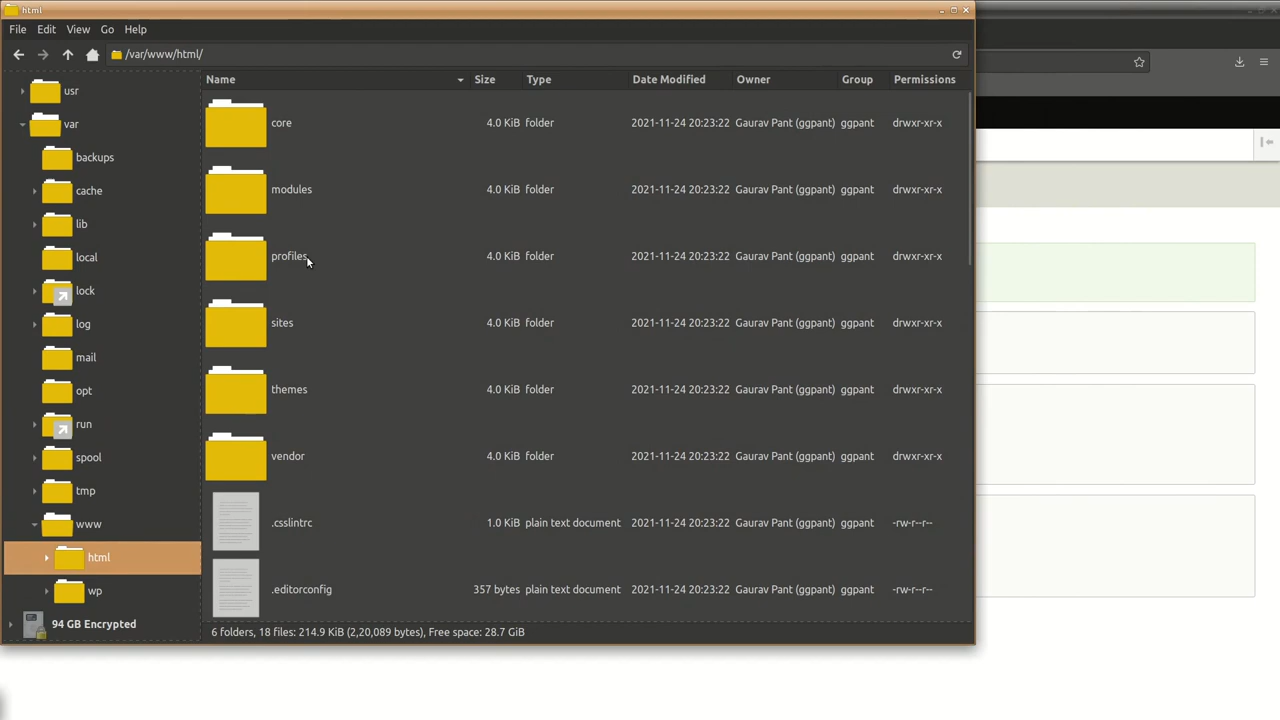 html
File Edit View Go Help
/var/www/html/
Name Size Type Date Modified Owner Group Permissions
usr
var
backups
cache
lib
local
lock
log
mail
opt
run
spool
tmp
www
html
wp
94 GB Encrypted
core 4.0 KiB folder 2021-11-24 20:23:22 Gaurav Pant (ggpant) ggpant drwxr-xr-x
modules 4.0 KiB folder 2021-11-24 20:23:22 Gaurav Pant (ggpant) ggpant drwxr-xr-x
profiles 4.0 KiB folder 2021-11-24 20:23:22 Gaurav Pant (ggpant) ggpant drwxr-xr-x
sites 4.0 KiB folder 2021-11-24 20:23:22 Gaurav Pant (ggpant) ggpant drwxr-xr-x
themes 4.0 KiB folder 2021-11-24 20:23:22 Gaurav Pant (ggpant) ggpant drwxr-xr-x
vendor 4.0 KiB folder 2021-11-24 20:23:22 Gaurav Pant (ggpant) ggpant drwxr-xr-x
.csslintrc 1.0 KiB plain text document 2021-11-24 20:23:22 Gaurav Pant (ggpant) ggpant -rw-r--r--
.editorconfig 357 bytes plain text document 2021-11-24 20:23:22 Gaurav Pant (ggpant) ggpant -rw-r--r--
6 folders, 18 files: 214.9 KiB (2,20,089 bytes), Free space: 28.7 GiB